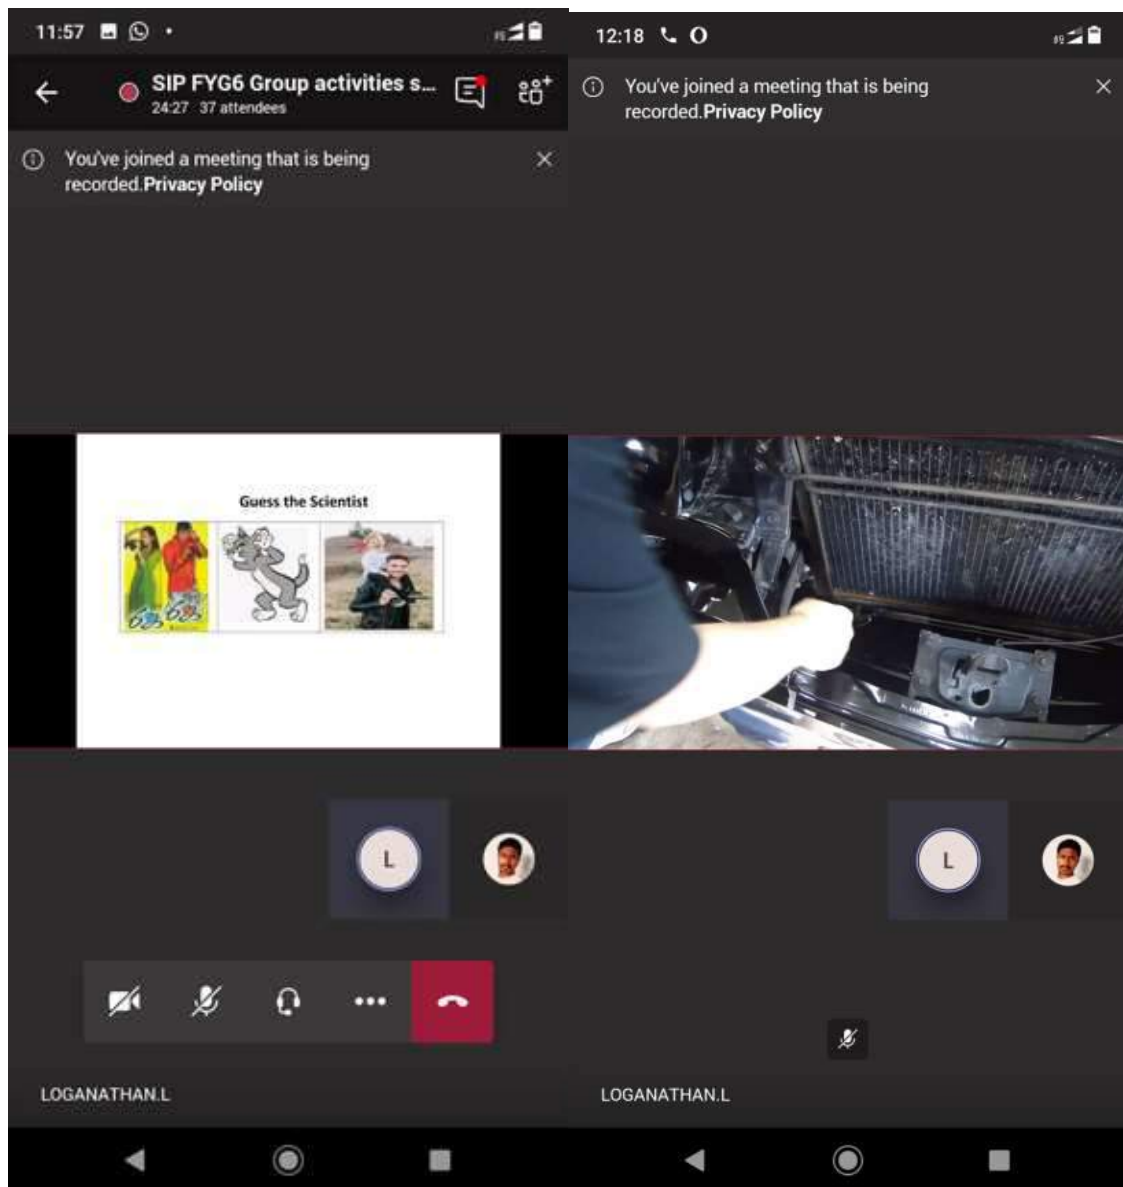 11:57
SIP FYG6 Group activities s...
24:27 37 attendees
You've joined a meeting that is being
recorded.Privacy Policy
Guess the Scientist
L
LOGANATHAN.L
12:18
You've joined a meeting that is being
recorded.Privacy Policy
L
LOGANATHAN.L